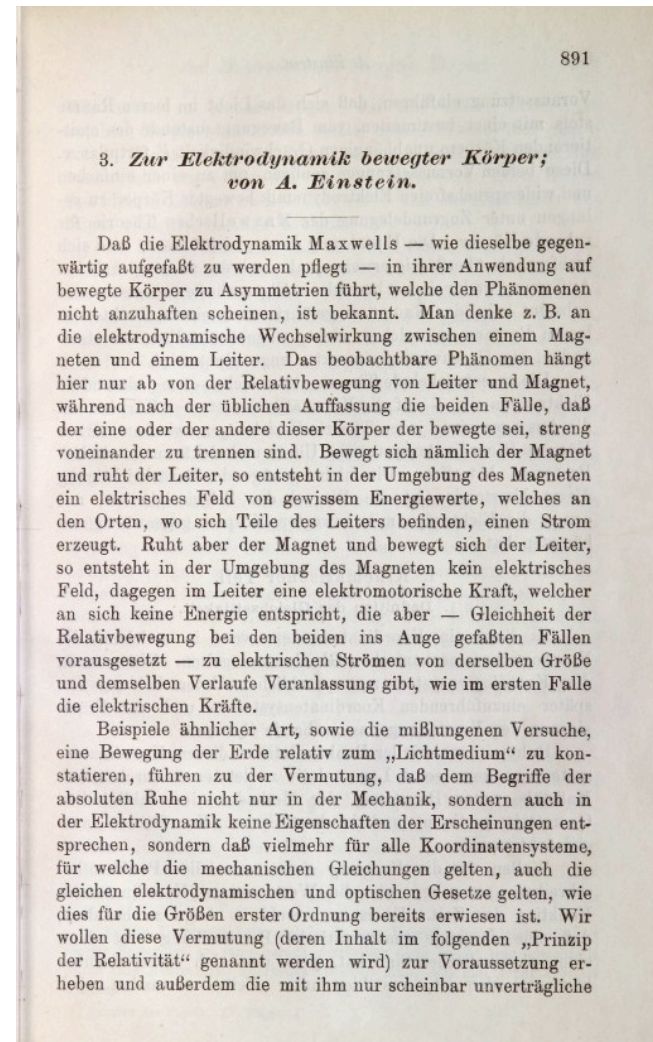 891
3. Zur Elektrodynamik bewegter Körper;
von A. Einstein.
Daß die Elektrodynamik Maxwells — wie dieselbe gegen-
wärtig aufgefaßt zu werden pflegt — in ihrer Anwendung auf
bewegte Körper zu Asymmetrien führt, welche den Phänomenen
nicht anzuhaften scheinen, ist bekannt. Man denke z. B. an
die elektrodynamische Wechselwirkung zwischen einem Mag-
neten und einem Leiter. Das beobachtbare Phänomen hängt
hier nur ab von der Relativbewegung von Leiter und Magnet,
während nach der üblichen Auffassung die beiden Fälle, daß
der eine oder der andere dieser Körper der bewegte sei, streng
voneinander zu trennen sind. Bewegt sich nämlich der Magnet
und ruht der Leiter, so entsteht in der Umgebung des Magneten
ein elektrisches Feld von gewissem Energiewerte, welches an
den Orten, wo sich Teile des Leiters befinden, einen Strom
erzeugt. Ruht aber der Magnet und bewegt sich der Leiter,
so entsteht in der Umgebung des Magneten kein elektrisches
Feld, dagegen im Leiter eine elektromotorische Kraft, welcher
an sich keine Energie entspricht, die aber — Gleichheit der
Relativbewegung bei den beiden ins Auge gefaßten Fällen
vorausgesetzt — zu elektrischen Strömen von derselben Größe
und demselben Verlaufe Veranlassung gibt, wie im ersten Falle
die elektrischen Kräfte.
Beispiele ähnlicher Art, sowie die mißlungenen Versuche,
eine Bewegung der Erde relativ zum „Lichtmedium“ zu kon-
statieren, führen zu der Vermutung, daß dem Begriffe der
absoluten Ruhe nicht nur in der Mechanik, sondern auch in
der Elektrodynamik keine Eigenschaften der Erscheinungen ent-
sprechen, sondern daß vielmehr für alle Koordinatensysteme,
für welche die mechanischen Gleichungen gelten, auch die
gleichen elektrodynamischen und optischen Gesetze gelten, wie
dies für die Größen erster Ordnung bereits erwiesen ist. Wir
wollen diese Vermutung (deren Inhalt im folgenden „Prinzip
der Relativität“ genannt werden wird) zur Voraussetzung er-
heben und außerdem die mit ihm nur scheinbar unverträgliche